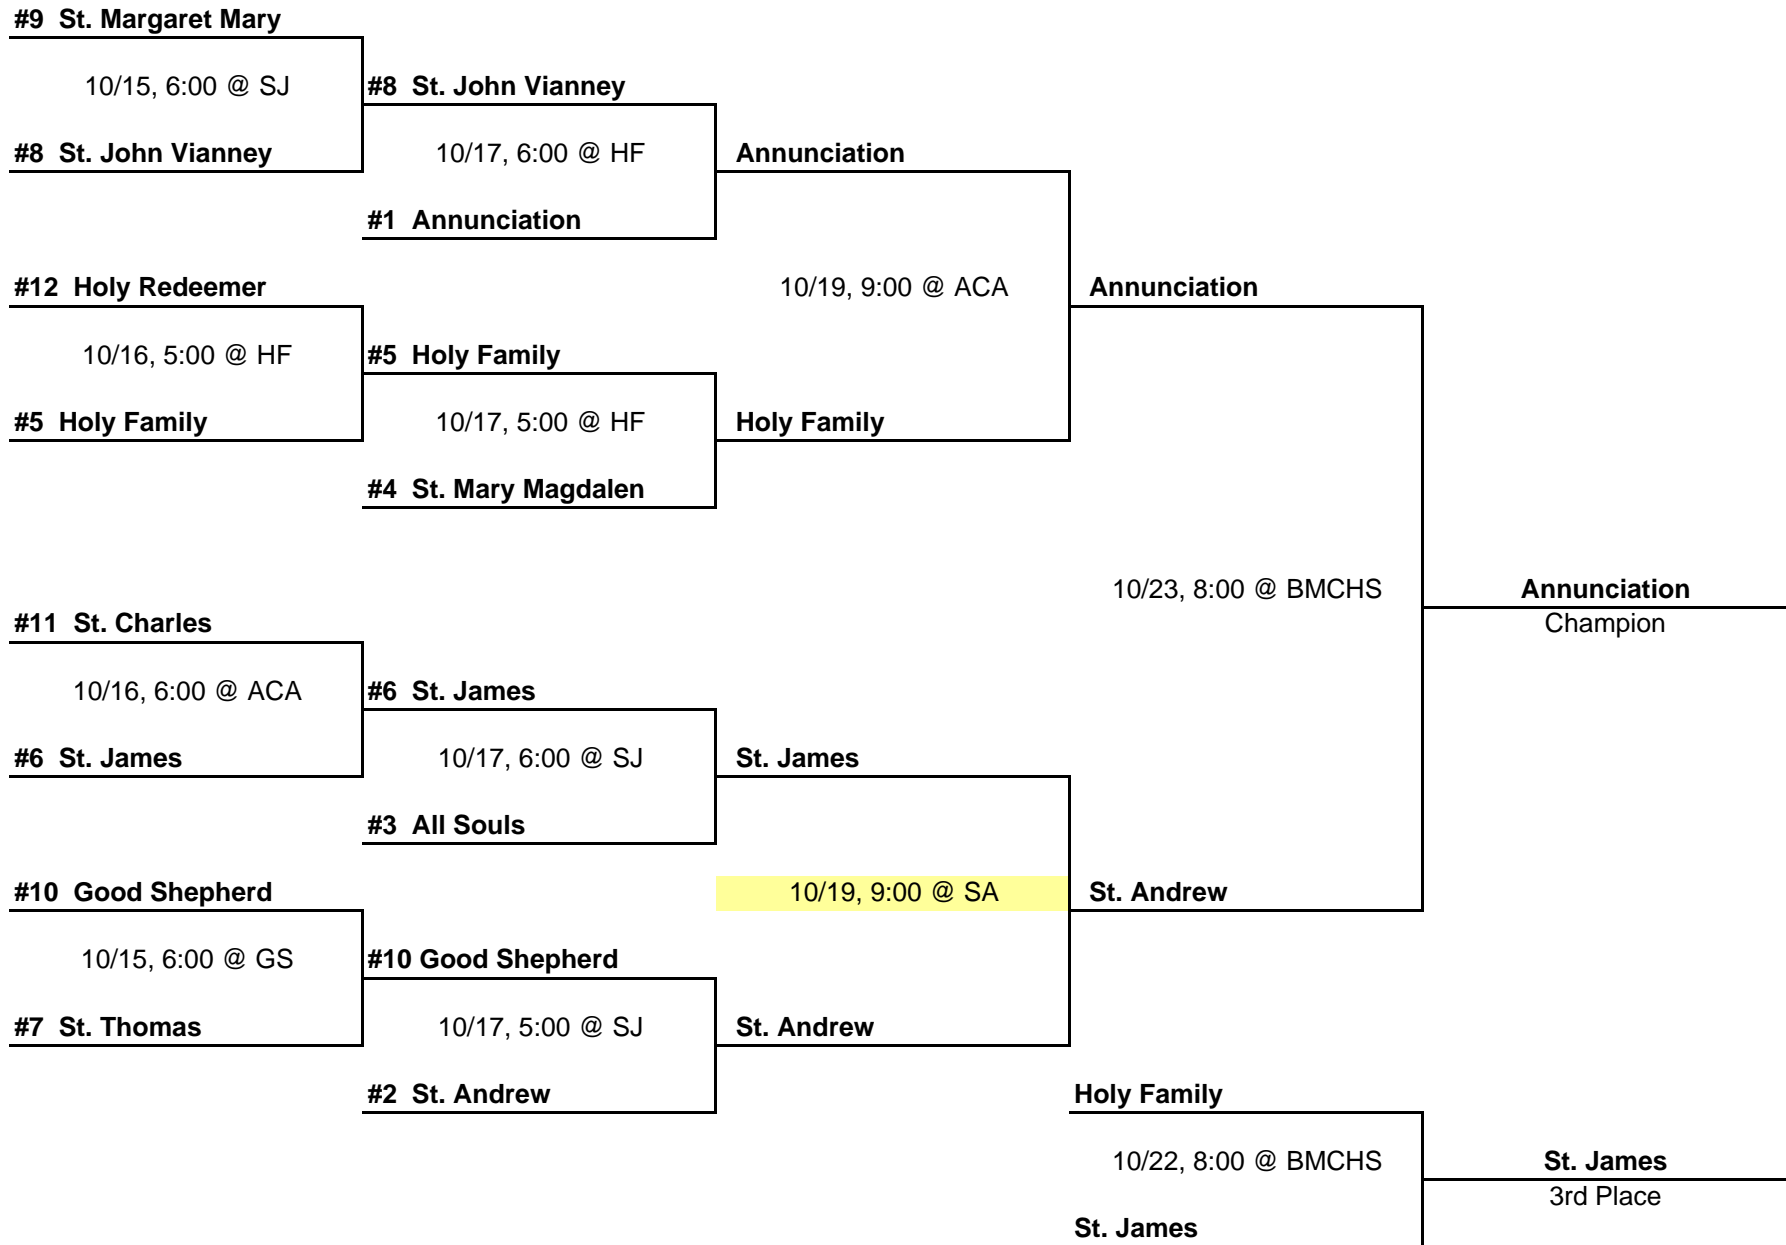 #9  St. Margaret Mary
10/15, 6:00 @ SJ
#8  St. John Vianney
#8  St. John Vianney
10/17, 6:00 @ HF
Annunciation
#1  Annunciation
#12  Holy Redeemer
10/19, 9:00 @ ACA
Annunciation
10/16, 5:00 @ HF
#5  Holy Family
#5  Holy Family
10/17, 5:00 @ HF
Holy Family
#4  St. Mary Magdalen
10/23, 8:00 @ BMCHS
Annunciation
#11  St. Charles
Champion
10/16, 6:00 @ ACA
#6  St. James
#6  St. James
10/17, 6:00 @ SJ
St. James
#3  All Souls
#10  Good Shepherd
10/19, 9:00 @ SA
St. Andrew
10/15, 6:00 @ GS
#10 Good Shepherd
#7  St. Thomas
10/17, 5:00 @ SJ
St. Andrew
#2  St. Andrew
Holy Family
10/22, 8:00 @ BMCHS
St. James
3rd Place
St. James